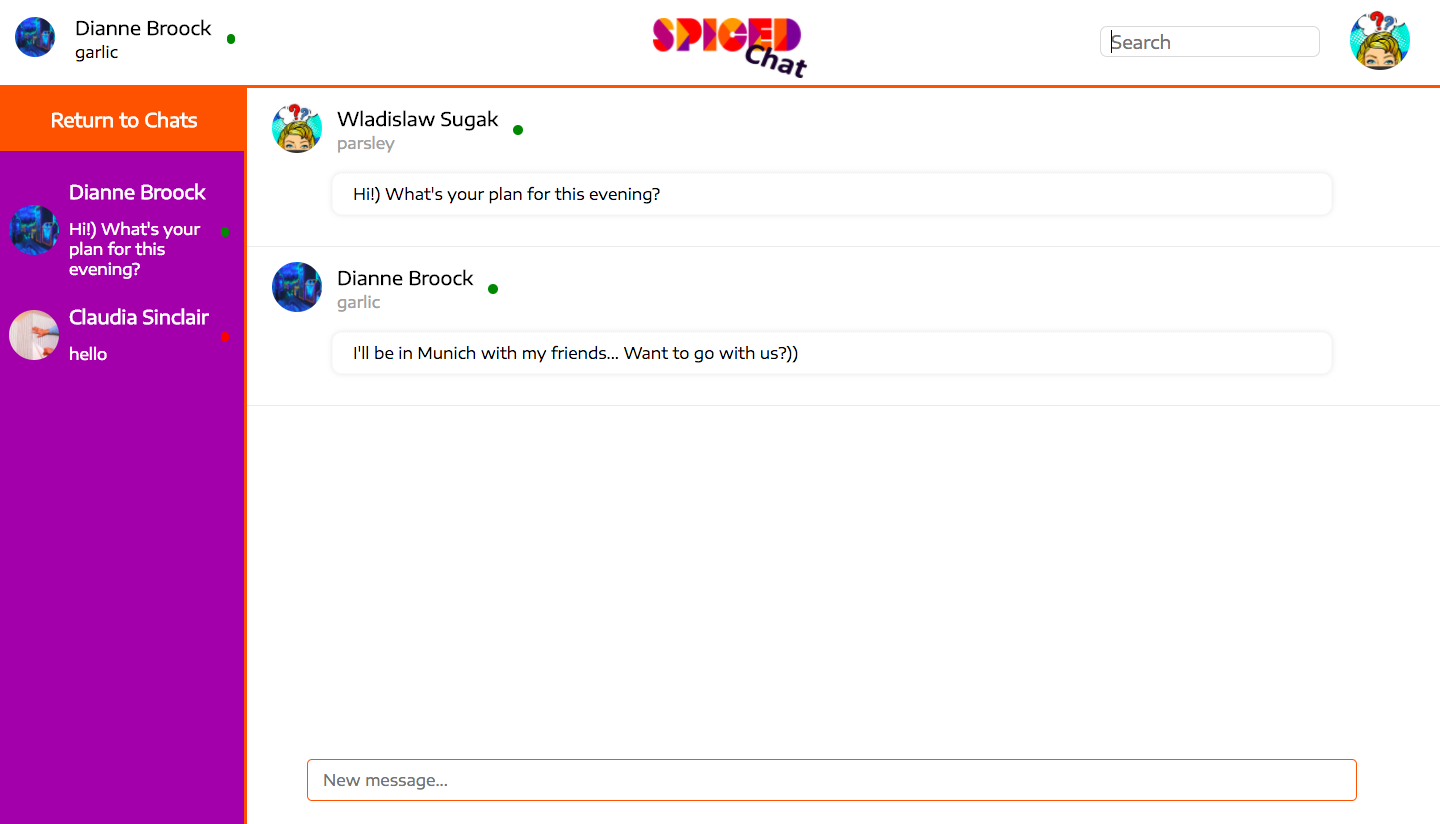 Dianne Broock
garlic
SPICED
Chat
Search
Return to Chats
Dianne Broock
Hi!) What's your
plan for this
evening?
Claudia Sinclair
hello
Wladislaw Sugak
parsley
Hi!) What's your plan for this evening?
Dianne Broock
garlic
I'll be in Munich with my friends... Want to go with us?))
New message...